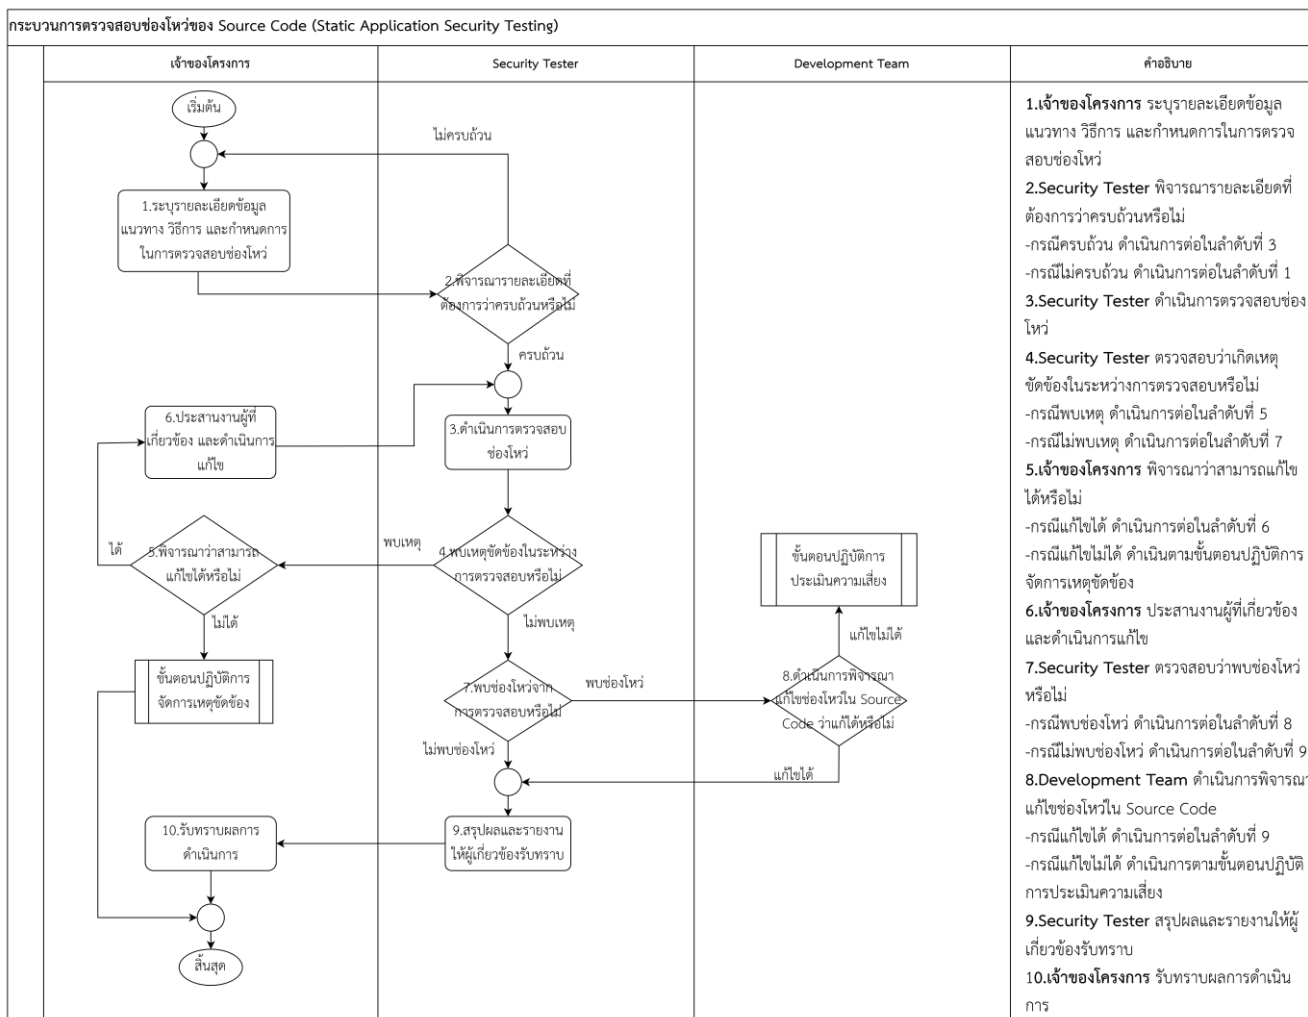 กระบวนการตรวจสอบช่องโหว่ของ Source Code (Static Application Security Testing)
เจ้าของโครงการ
Security Tester
Development Team
คำอธิบาย
เริ่มต้น
ไม่ครบถ้วน
1.ระบุรายละเอียดข้อมูล
แนวทาง วิธีการ และกำหนดการ
ในการตรวจสอบช่องโหว่
2.พิจารณารายละเอียดที่
ต้องการว่าครบถ้วนหรือไม่
ครบถ้วน
6.ประสานงานผู้ที่
เกี่ยวข้อง และดำเนินการ
แก้ไข
3.ดำเนินการตรวจสอบ
ช่องโหว่
ได้
5.พิจารณาว่าสามารถ
แก้ไขได้หรือไม่
พบเหตุ
4.พบเหตุขัดข้องในระหว่าง
การตรวจสอบหรือไม่
ขั้นตอนปฏิบัติการ
ประเมินความเสี่ยง
ไม่ได้
ไม่พบเหตุ
แก้ไขไม่ได้
ขั้นตอนปฏิบัติการ
จัดการเหตุขัดข้อง
7.พบช่องโหว่จาก
การตรวจสอบหรือไม่
พบช่องโหว่
8.ดำเนินการพิจารณา
แก้ไขช่องโหว่ใน Source
Code ว่าแก้ได้หรือไม่
ไม่พบช่องโหว่
แก้ไขได้
10.รับทราบผลการ
ดำเนินการ
9.สรุปผลและรายงาน
ให้ผู้เกี่ยวข้องรับทราบ
สิ้นสุด
1.เจ้าของโครงการ ระบุรายละเอียดข้อมูล
แนวทาง วิธีการ และกำหนดการในการตรวจ
สอบช่องโหว่
2.Security Tester พิจารณารายละเอียดที่
ต้องการว่าครบถ้วนหรือไม่
-กรณีครบถ้วน ดำเนินการต่อในลำดับที่ 3
-กรณีไม่ครบถ้วน ดำเนินการต่อในลำดับที่ 1
3.Security Tester ดำเนินการตรวจสอบช่อง
โหว่
4.Security Tester ตรวจสอบว่าเกิดเหตุ
ขัดข้องในระหว่างการตรวจสอบหรือไม่
-กรณีพบเหตุ ดำเนินการต่อในลำดับที่ 5
-กรณีไม่พบเหตุ ดำเนินการต่อในลำดับที่ 7
5.เจ้าของโครงการ พิจารณาว่าสามารถแก้ไข
ได้หรือไม่
-กรณีแก้ไขได้ ดำเนินการต่อในลำดับที่ 6
-กรณีแก้ไขไม่ได้ ดำเนินตามขั้นตอนปฏิบัติการ
จัดการเหตุขัดข้อง
6.เจ้าของโครงการ ประสานงานผู้ที่เกี่ยวข้อง
และดำเนินการแก้ไข
7.Security Tester ตรวจสอบว่าพบช่องโหว่
หรือไม่
-กรณีพบช่องโหว่ ดำเนินการต่อในลำดับที่ 8
-กรณีไม่พบช่องโหว่ ดำเนินการต่อในลำดับที่ 9
8.Development Team ดำเนินการพิจารณา
แก้ไขช่องโหว่ใน Source Code
-กรณีแก้ไขได้ ดำเนินการต่อในลำดับที่ 9
-กรณีแก้ไขไม่ได้ ดำเนินการตามขั้นตอนปฏิบัติ
การประเมินความเสี่ยง
9.Security Tester สรุปผลและรายงานให้ผู้
เกี่ยวข้องรับทราบ
10.เจ้าของโครงการ รับทราบผลการดำเนิน
การ